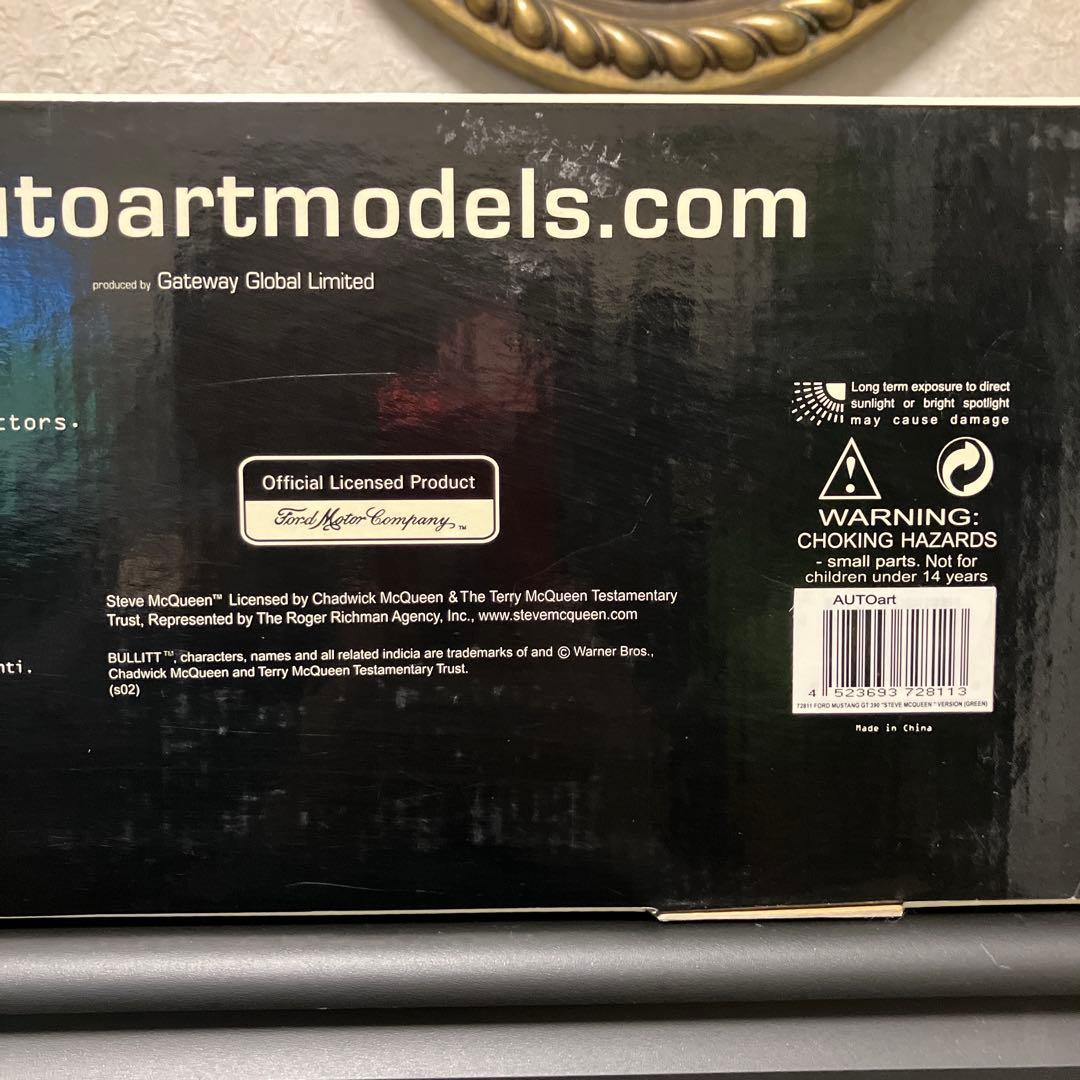 utoartmodels.com
produced by Gateway Global Limited
ctors.
Long term exposure to direct
sunlight or bright spotlight
may cause damage
Official Licensed Product
Ford Motor Company™
WARNING:
CHOKING HAZARDS
- small parts. Not for
children under 14 years
Steve McQueen™ Licensed by Chadwick McQueen & The Terry McQueen Testamentary
Trust, Represented by The Roger Richman Agency, Inc., www.stevemcqueen.com
BULLITT™, characters, names and all related indicia are trademarks of and © Warner Bros.,
Chadwick McQueen and Terry McQueen Testamentary Trust.
(s02)
nti.
AUTOart
4 523693 728113
72811 FORD MUSTANG GT 390 "STEVE MCQUEEN" VERSION (GREEN)
Made in China